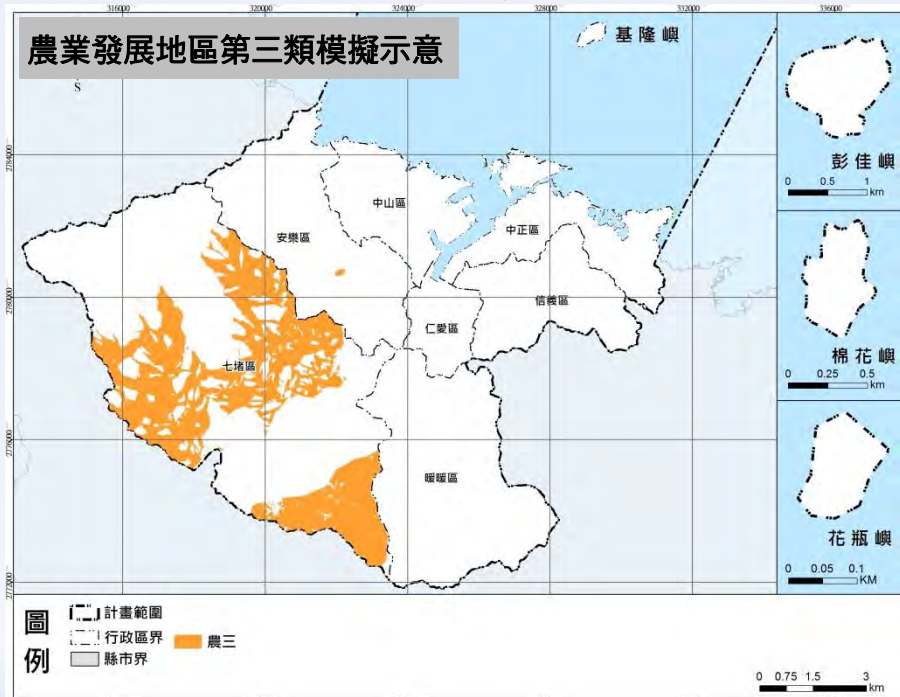 316000 320000 324000 328000 332000 336000
農業發展地區第三類模擬示意
S
基隆嶼
彭佳嶼
0 0.5 1
km
2784000
中山區
安樂區
中正區
2780000
信義區
仁愛區
棉花嶼
0 0.25 0.5
km
七堵區
2776000
暖暖區
花瓶嶼
0 0.05 0.1
KM
2772000
圖例
計畫範圍
行政區界
農三
縣市界
0 0.75 1.5 3
km